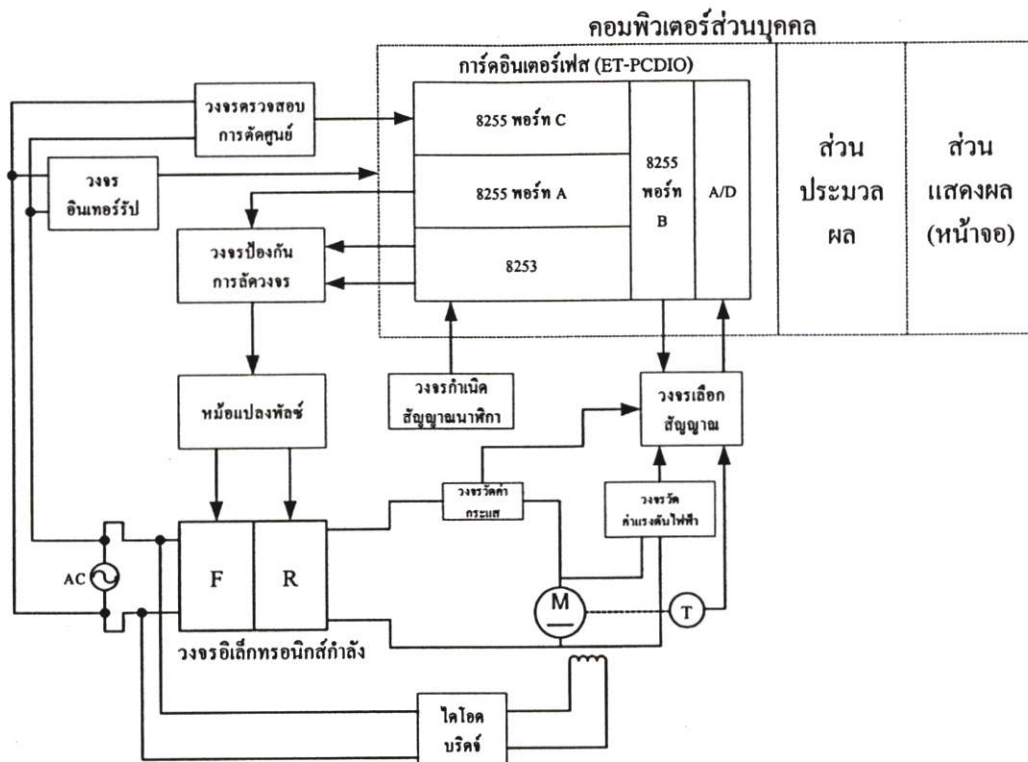 คอมพิวเตอร์ส่วนบุคคล
การ์ดอินเตอร์เฟส (ET-PCDIO)
วงจรตรวจสอบ
การตัดศูนย์
8255 พอร์ท C
8255
พอร์ท
B
A/D
ส่วน
ประมวล
ผล
ส่วน
แสดงผล
(หน้าจอ)
วงจร
อินเทอร์รัป
8255 พอร์ท A
วงจรป้องกัน
การลัดวงจร
8253
หม้อแปลงพัลซ์
วงจรกำเนิด
สัญญาณนาฬิกา
วงจรเลือก
สัญญาณ
วงจรวัดค่า
กระแส
วงจรวัด
ค่าแรงดันไฟฟ้า
AC
F
R
M
T
วงจรอิเล็กทรอนิกส์กำลัง
ไดโอด
บริดจ์